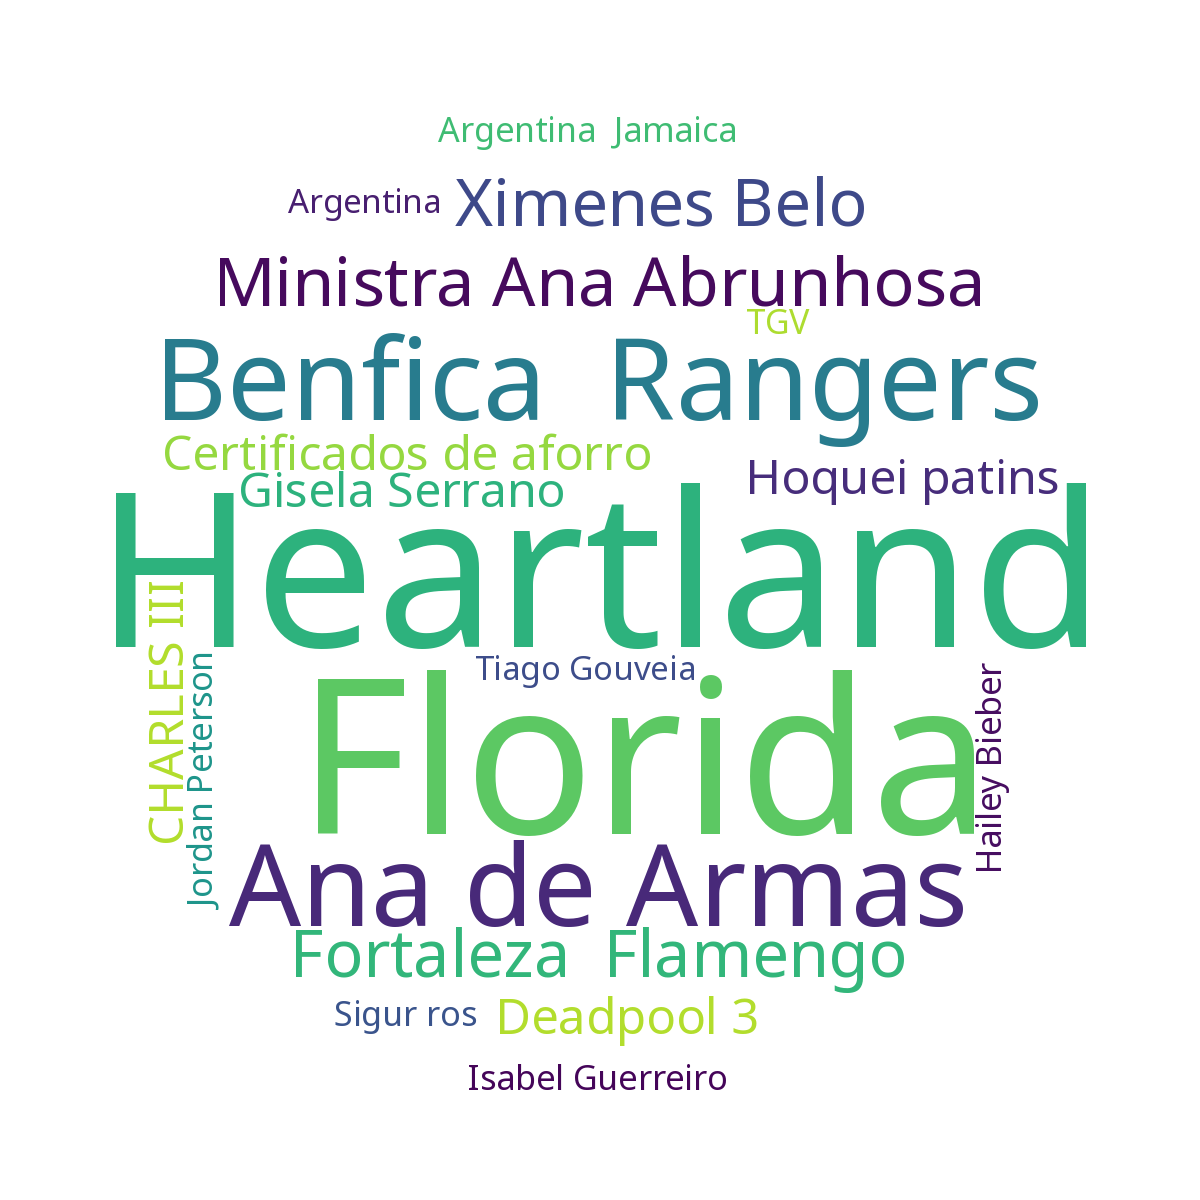 Argentina  Jamaica
Argentina
Ximenes Belo
Ministra Ana Abrunhosa
TGV
Benfica  Rangers
Certificados de aforro
Hoquei patins
Gisela Serrano
Heartland
CHARLES III
Jordan Peterson
Tiago Gouveia
Hailey Bieber
Florida
Ana de Armas
Fortaleza  Flamengo
Sigur ros
Deadpool 3
Isabel Guerreiro